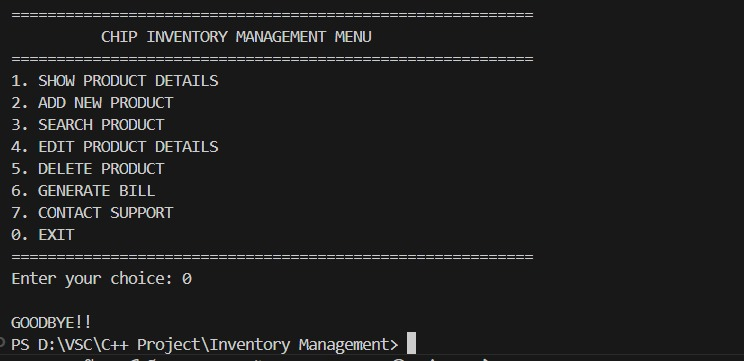 ==========================================================
CHIP INVENTORY MANAGEMENT MENU
==========================================================
1. SHOW PRODUCT DETAILS
2. ADD NEW PRODUCT
3. SEARCH PRODUCT
4. EDIT PRODUCT DETAILS
5. DELETE PRODUCT
6. GENERATE BILL
7. CONTACT SUPPORT
0. EXIT
==========================================================
Enter your choice: 0
GOODBYE!!
PS D:\VSC\C++ Project\Inventory Management>